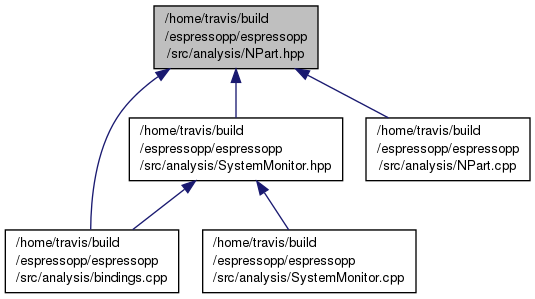 /home/travis/build
/espressopp/espressopp
/src/analysis/NPart.hpp
/home/travis/build
/espressopp/espressopp
/src/analysis/SystemMonitor.hpp
/home/travis/build
/espressopp/espressopp
/src/analysis/NPart.cpp
/home/travis/build
/espressopp/espressopp
/src/analysis/bindings.cpp
/home/travis/build
/espressopp/espressopp
/src/analysis/SystemMonitor.cpp